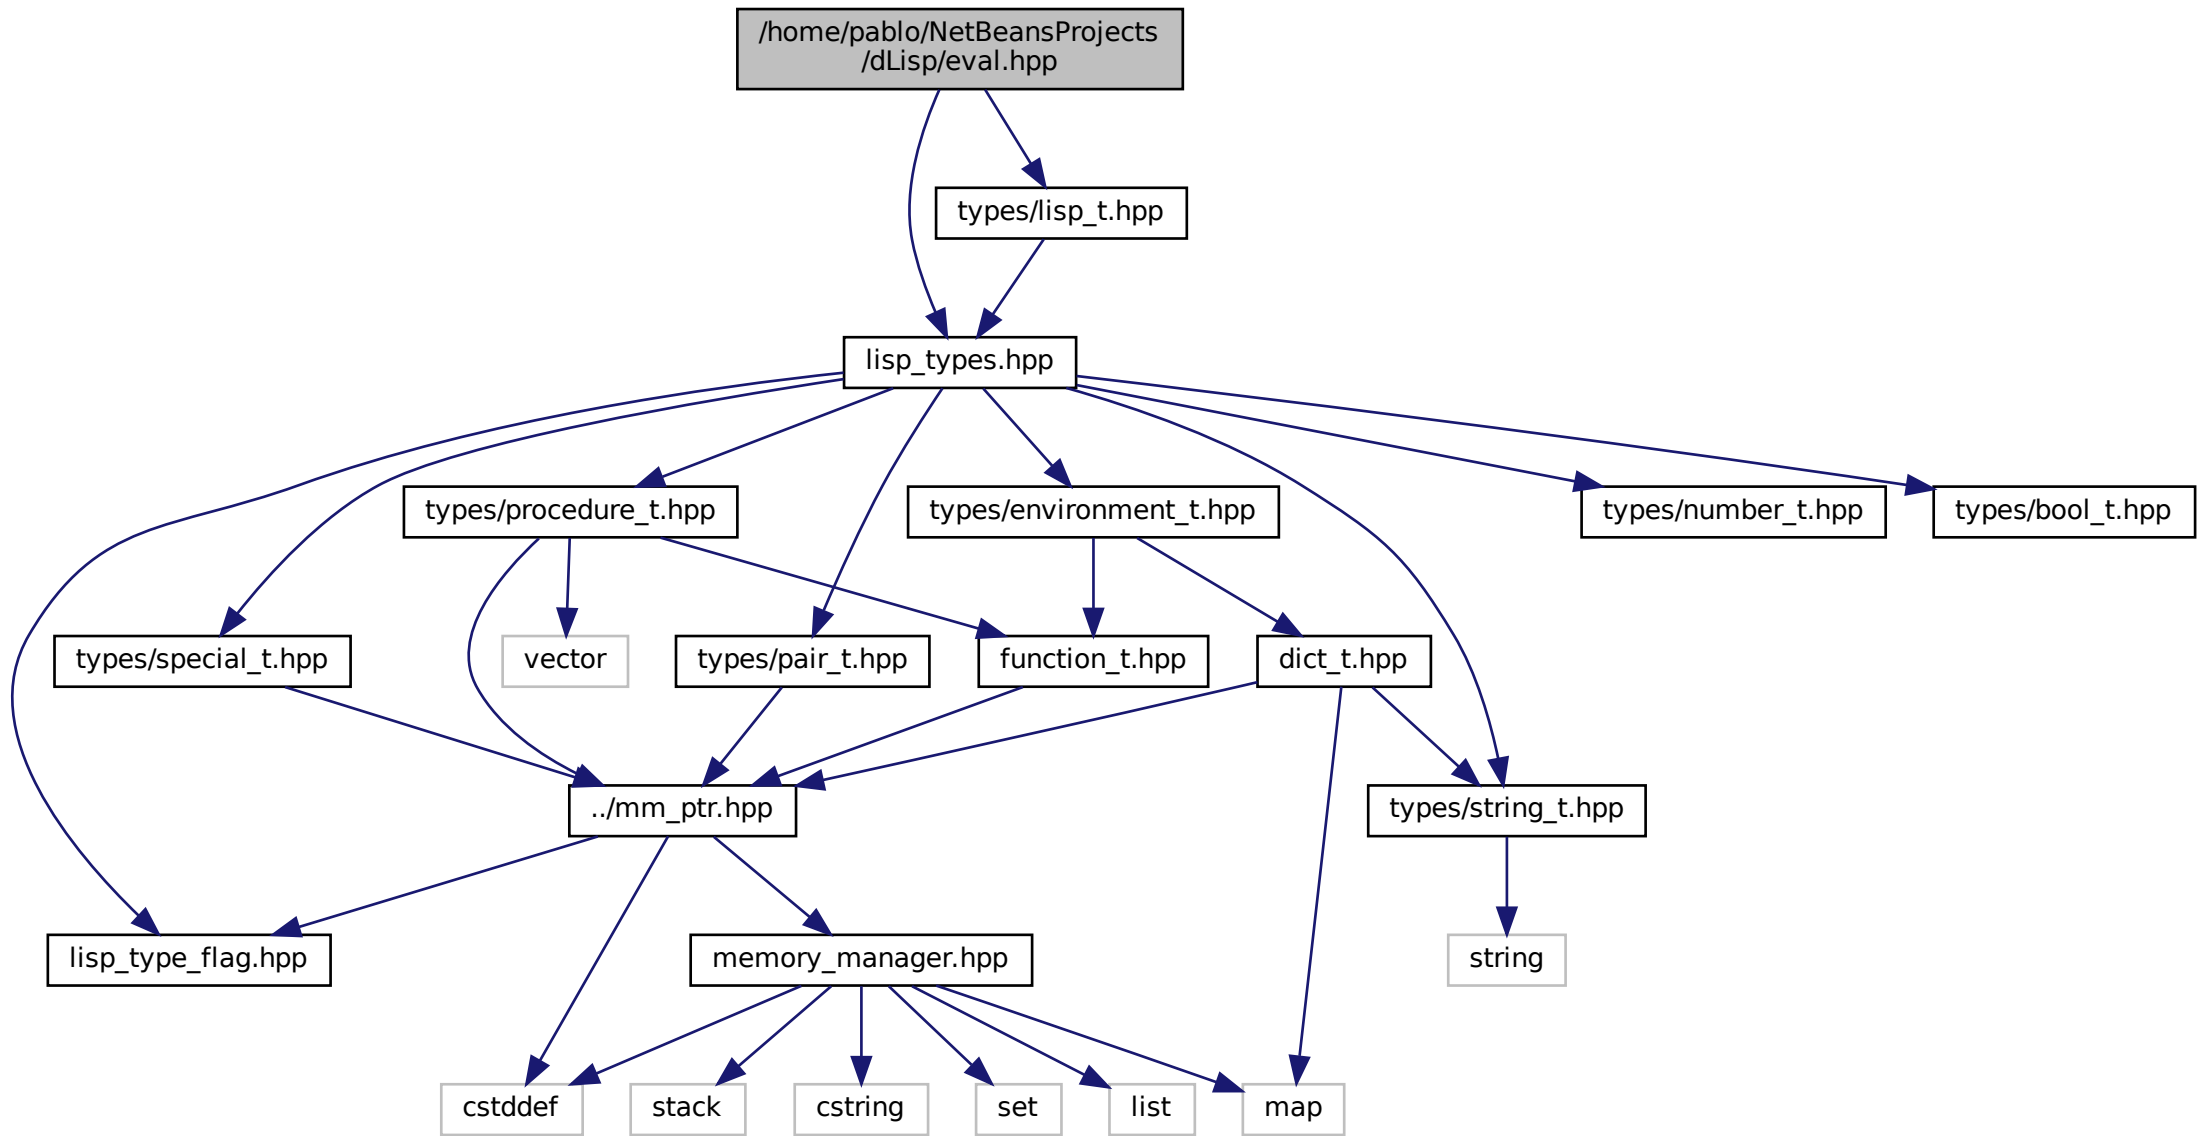 /home/pablo/NetBeansProjects
/dLisp/eval.hpp
types/lisp_t.hpp
lisp_types.hpp
types/procedure_t.hpp
types/environment_t.hpp
types/number_t.hpp
types/bool_t.hpp
types/special_t.hpp
vector
types/pair_t.hpp
function_t.hpp
dict_t.hpp
../mm_ptr.hpp
types/string_t.hpp
lisp_type_flag.hpp
memory_manager.hpp
string
cstddef
stack
cstring
set
list
map